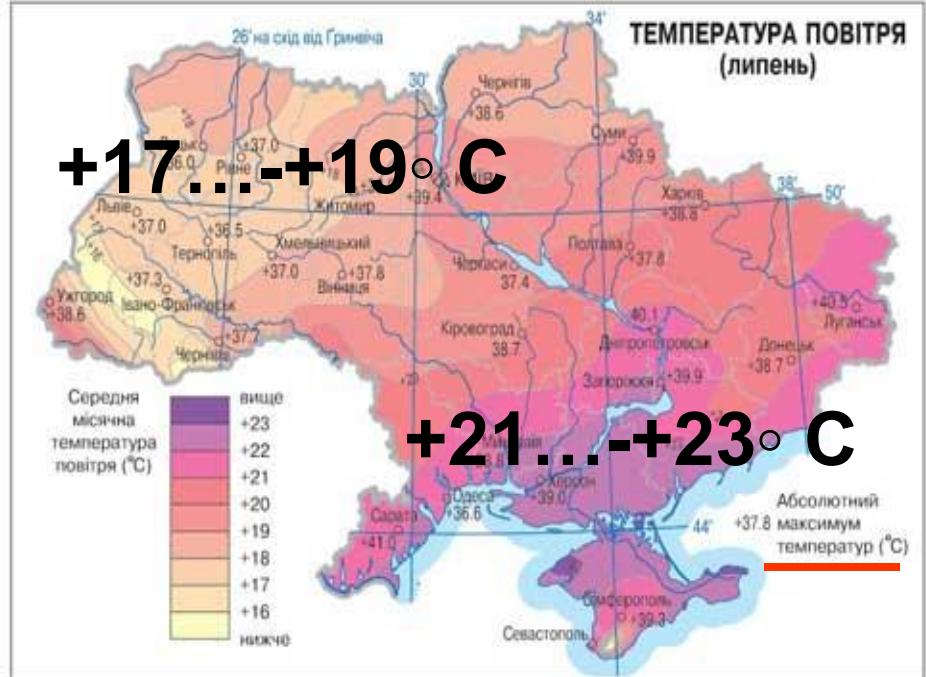 ТЕМПЕРАТУРА ПОВІТРЯ
(липень)
26° на схід від Ґринвіча
30°
34°
38°
50°
44°
+17…-+19◦ С
+21…-+23◦ С
Чернігів
+38.6
Суми
+39.9
+37.0
Рівне
+39.4
Житомир
Харків
+38.8
Львів
+37.0
+36.5
Тернопіль
Хмельницький
+37.0
+37.8
Вінниця
Полтава
+37.8
Черкаси
37.4
+37.3
Івано-Франківськ
Ужгород
+38.6
+37.7
Чернівці
Кіровоград
38.7
40.1
Дніпропетровськ
+40.5
Луганськ
Донецьк
+38.7
Запоріжжя
+39.9
Херсон
+39.0
Одеса
+36.6
Сарата
+41.0
Сімферополь
+39.3
Севастополь
Середня
місячна
температура
повітря (°С)
вище
+23
+22
+21
+20
+19
+18
+17
+16
нижче
Абсолютний
+37.8 максимум
температур (°С)